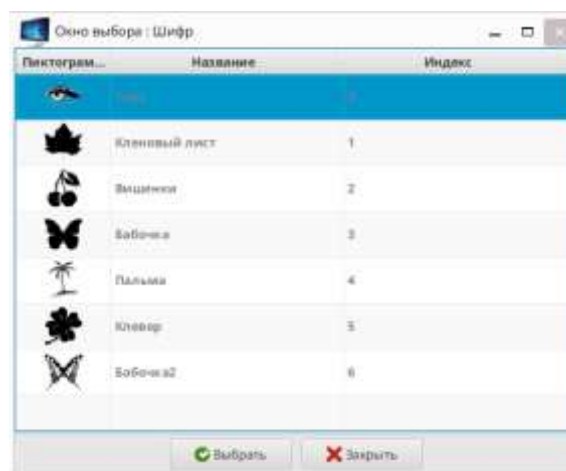 Окно выбора : Шифр
Пиктограм... Название Индекс
Кленовый лист 1
Вишенки 2
Бабочка 3
Пальма 4
Клевер 5
Бабочка2 6
Выбрать Закрыть